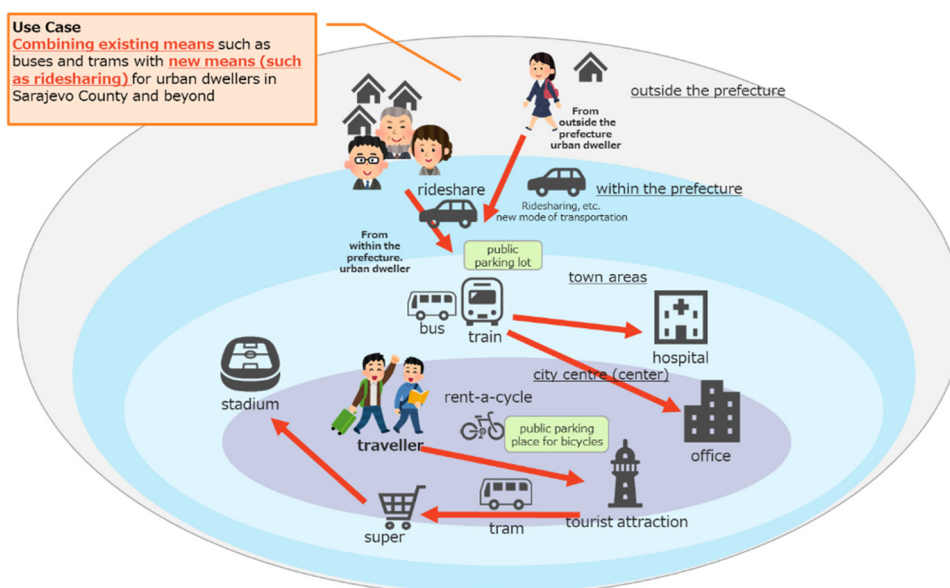 Use Case
Combining existing means such as
buses and trams with new means (such
as ridesharing) for urban dwellers in
Sarajevo County and beyond
outside the prefecture
From
outside the
prefecture
urban dweller
within the prefecture
rideshare
Ridesharing, etc.
new mode of transportation
From
within the
prefecture.
urban dweller
public
parking lot
town areas
bus
train
hospital
city centre (center)
stadium
rent-a-cycle
public parking
place for bicycles
traveller
office
super
tram
tourist attraction